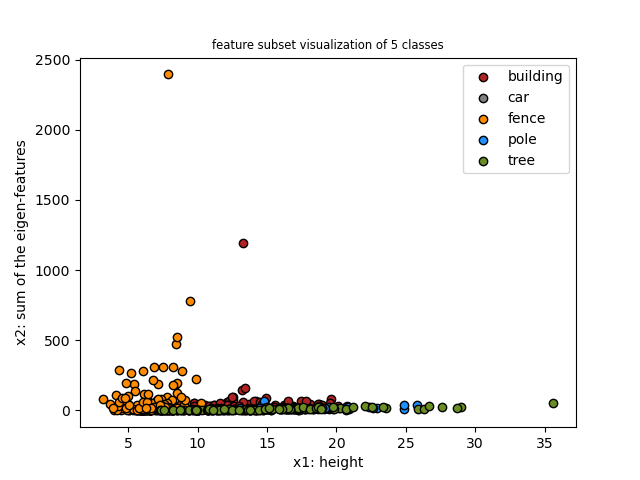 feature subset visualization of 5 classes
2500
2000
1500
1000
500
0
x2: sum of the eigen-features
building
car
fence
pole
tree
5 10 15 20 25 30 35
x1: height